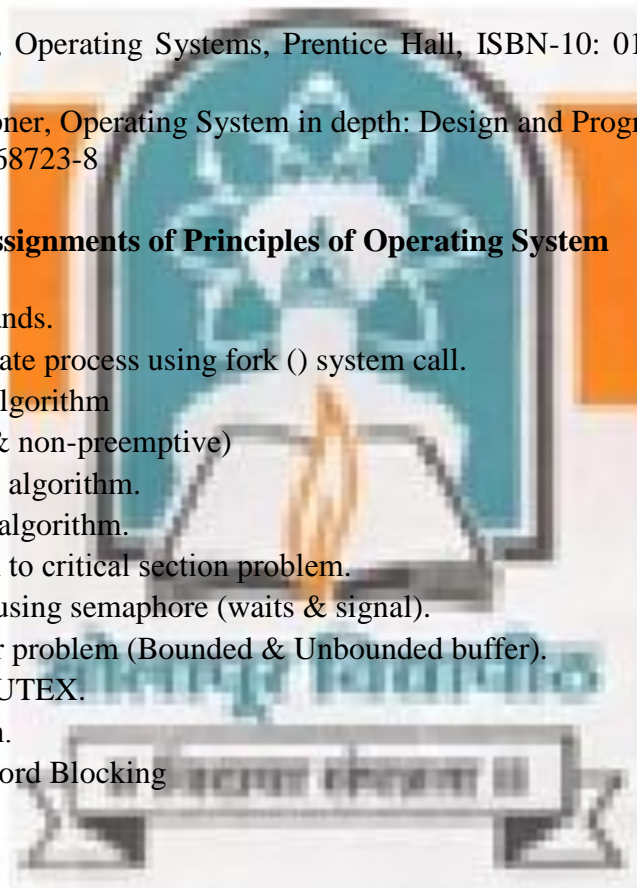 , Operating Systems, Prentice Hall, ISBN-10: 01
ner, Operating System in depth: Design and Progr
68723-8
ssignments of Principles of Operating System
nds.
ate process using fork () system call.
lgorithm
& non-preemptive)
algorithm.
algorithm.
to critical section problem.
using semaphore (waits & signal).
r problem (Bounded & Unbounded buffer).
UTEX.
.
ord Blocking